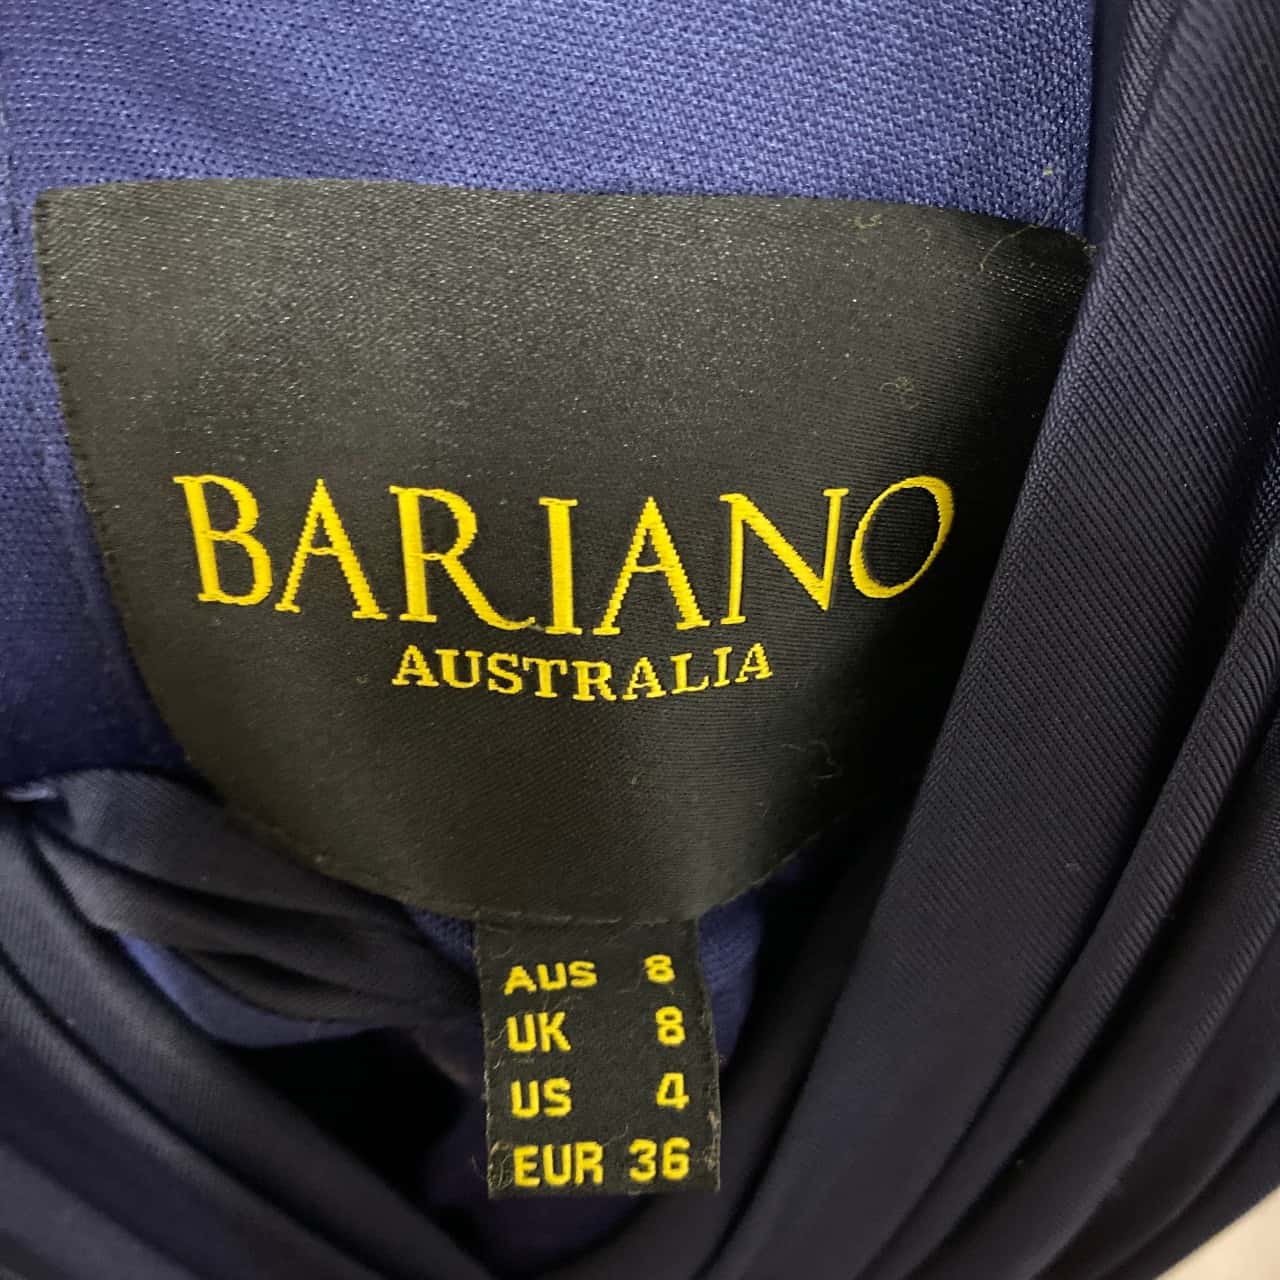 BARIANO
AUSTRALIA
AUS 8
UK 8
US 4
EUR 36